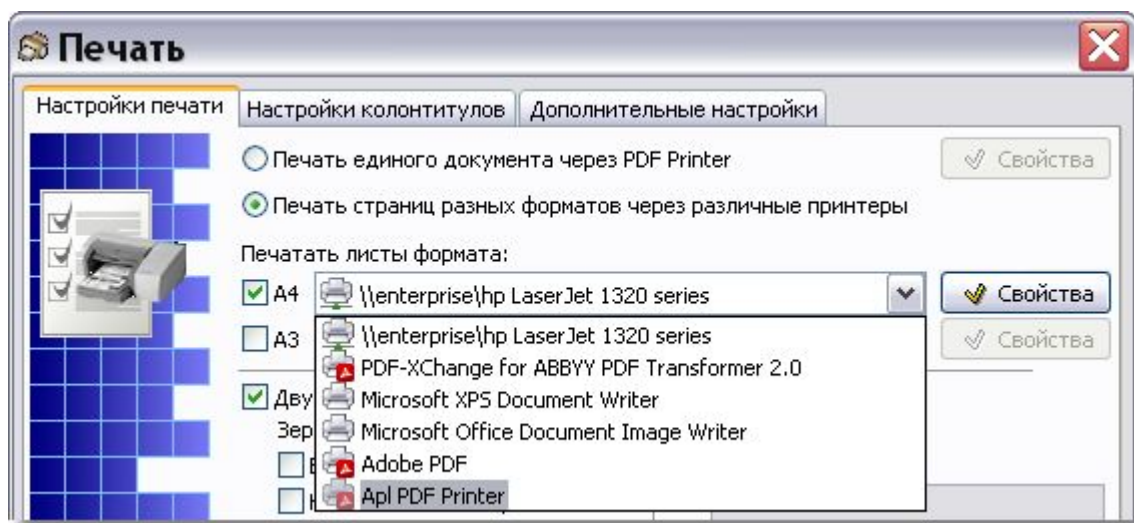 Печать
Настройки печати Настройки колонтитулов Дополнительные настройки
Печать единого документа через PDF Printer Свойства
Печать страниц разных форматов через различные принтеры
Печатать листы формата:
A4 \\enterprise\hp LaserJet 1320 series Свойства
A3 \\enterprise\hp LaserJet 1320 series Свойства
PDF-XChange for ABBYY PDF Transformer 2.0
Microsoft XPS Document Writer
Microsoft Office Document Image Writer
Adobe PDF
Apl PDF Printer